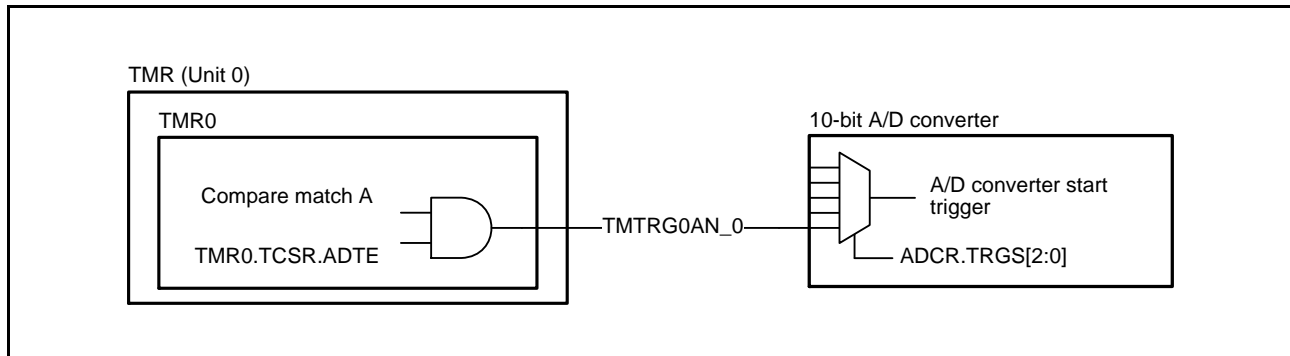 TMR (Unit 0)
TMR0
Compare match A
TMR0.TCSR.ADTE
TMTRG0AN_0
10-bit A/D converter
A/D converter start
trigger
ADCR.TRGS[2:0]